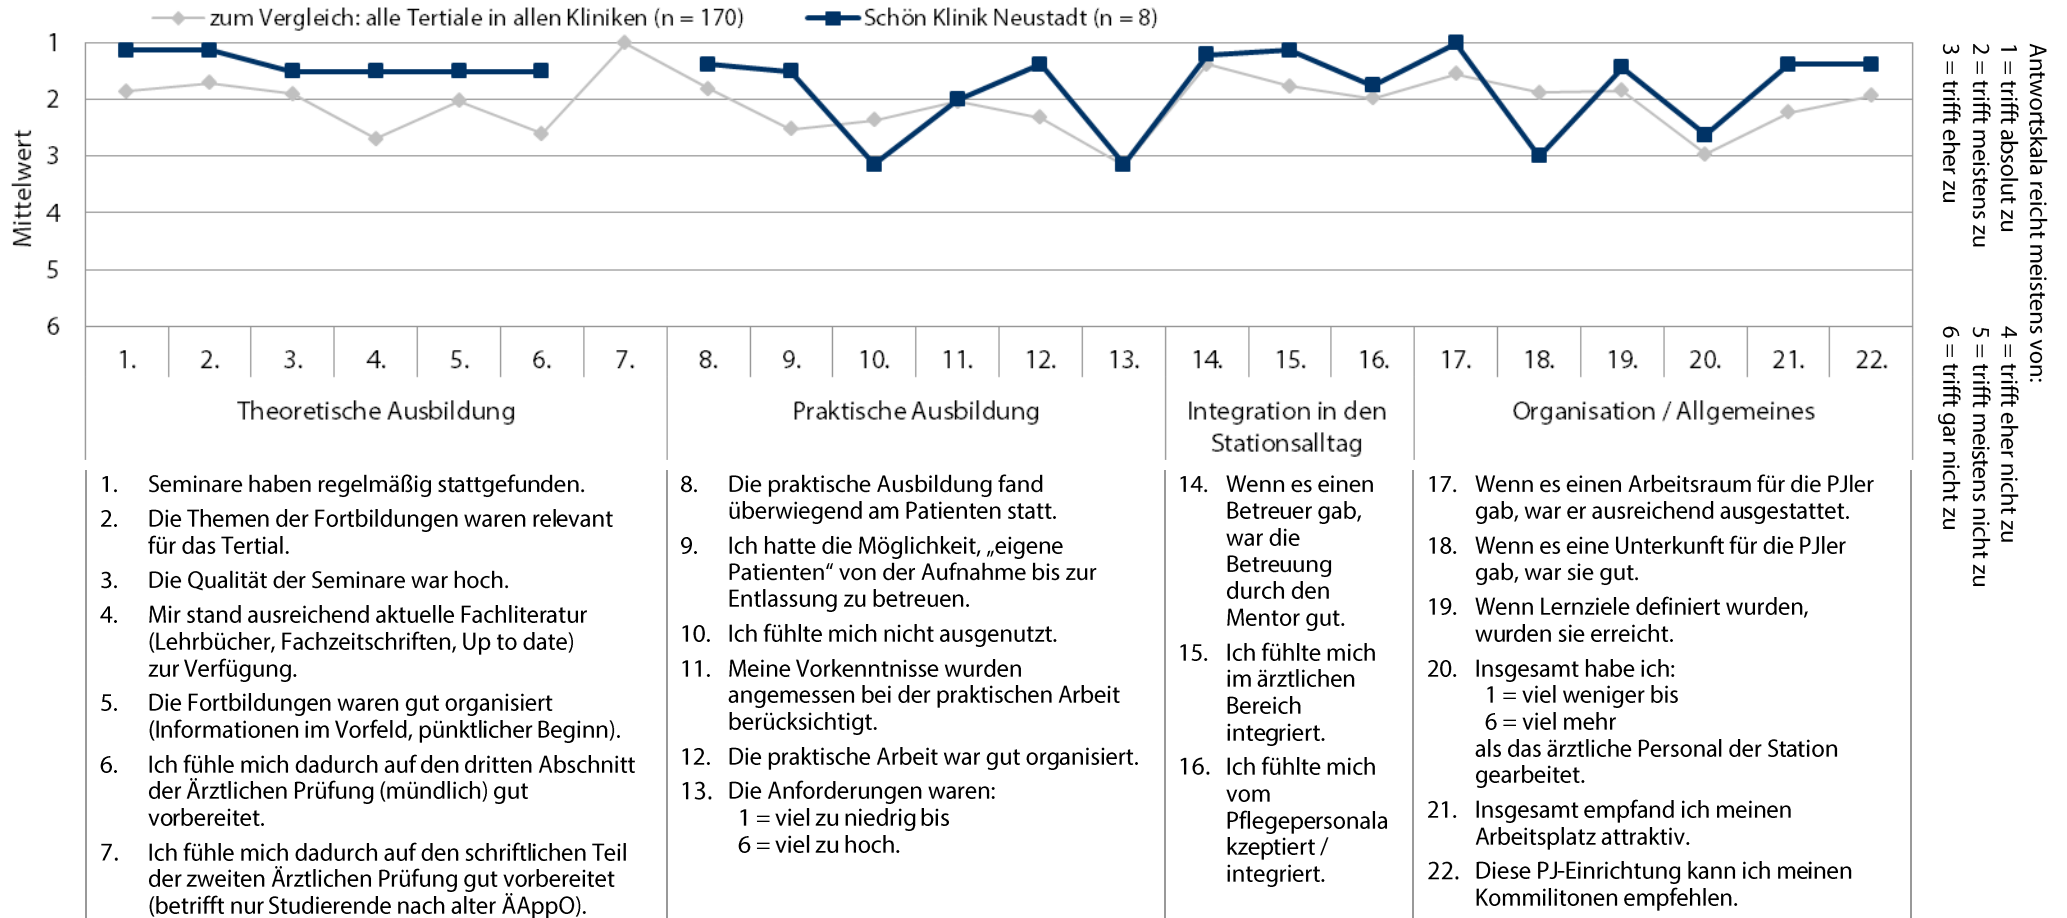 zum Vergleich: alle Tertiale in allen Kliniken (n = 170)
Schön Klinik Neustadt (n = 8)
Mittelwert
1
2
3
4
5
6
1. 2. 3. 4. 5. 6. 7. 8. 9. 10. 11. 12. 13. 14. 15. 16. 17. 18. 19. 20. 21. 22.
Theoretische Ausbildung
Praktische Ausbildung
Integration in den
Stationsalltag
Organisation / Allgemeines
Antwortskala reicht meistens von:
1 = trifft absolut zu
2 = trifft meistens zu
3 = trifft eher zu
4 = trifft eher nicht zu
5 = trifft meistens nicht zu
6 = trifft gar nicht zu
1. Seminare haben regelmäßig stattgefunden.
2. Die Themen der Fortbildungen waren relevant
für das Tertial.
3. Die Qualität der Seminare war hoch.
4. Mir stand ausreichend aktuelle Fachliteratur
(Lehrbücher, Fachzeitschriften, Up to date)
zur Verfügung.
5. Die Fortbildungen waren gut organisiert
(Informationen im Vorfeld, pünktlicher Beginn).
6. Ich fühle mich dadurch auf den dritten Abschnitt
der Ärztlichen Prüfung (mündlich) gut
vorbereitet.
7. Ich fühle mich dadurch auf den schriftlichen Teil
der zweiten Ärztlichen Prüfung gut vorbereitet
(betrifft nur Studierende nach alter ÄAppO).
8. Die praktische Ausbildung fand
überwiegend am Patienten statt.
9. Ich hatte die Möglichkeit, „eigene
Patienten“ von der Aufnahme bis zur
Entlassung zu betreuen.
10. Ich fühlte mich nicht ausgenutzt.
11. Meine Vorkenntnisse wurden
angemessen bei der praktischen Arbeit
berücksichtigt.
12. Die praktische Arbeit war gut organisiert.
13. Die Anforderungen waren:
1 = viel zu niedrig bis
6 = viel zu hoch.
14. Wenn es einen
Betreuer gab,
war die
Betreuung
durch den
Mentor gut.
15. Ich fühlte mich
im ärztlichen
Bereich
integriert.
16. Ich fühlte mich
vom
Pflegepersonala
kzeptiert /
integriert.
17. Wenn es einen Arbeitsraum für die PJler
gab, war er ausreichend ausgestattet.
18. Wenn es eine Unterkunft für die PJler
gab, war sie gut.
19. Wenn Lernziele definiert wurden,
wurden sie erreicht.
20. Insgesamt habe ich:
1 = viel weniger bis
6 = viel mehr
als das ärztliche Personal der Station
gearbeitet.
21. Insgesamt empfand ich meinen
Arbeitsplatz attraktiv.
22. Diese PJ-Einrichtung kann ich meinen
Kommilitonen empfehlen.